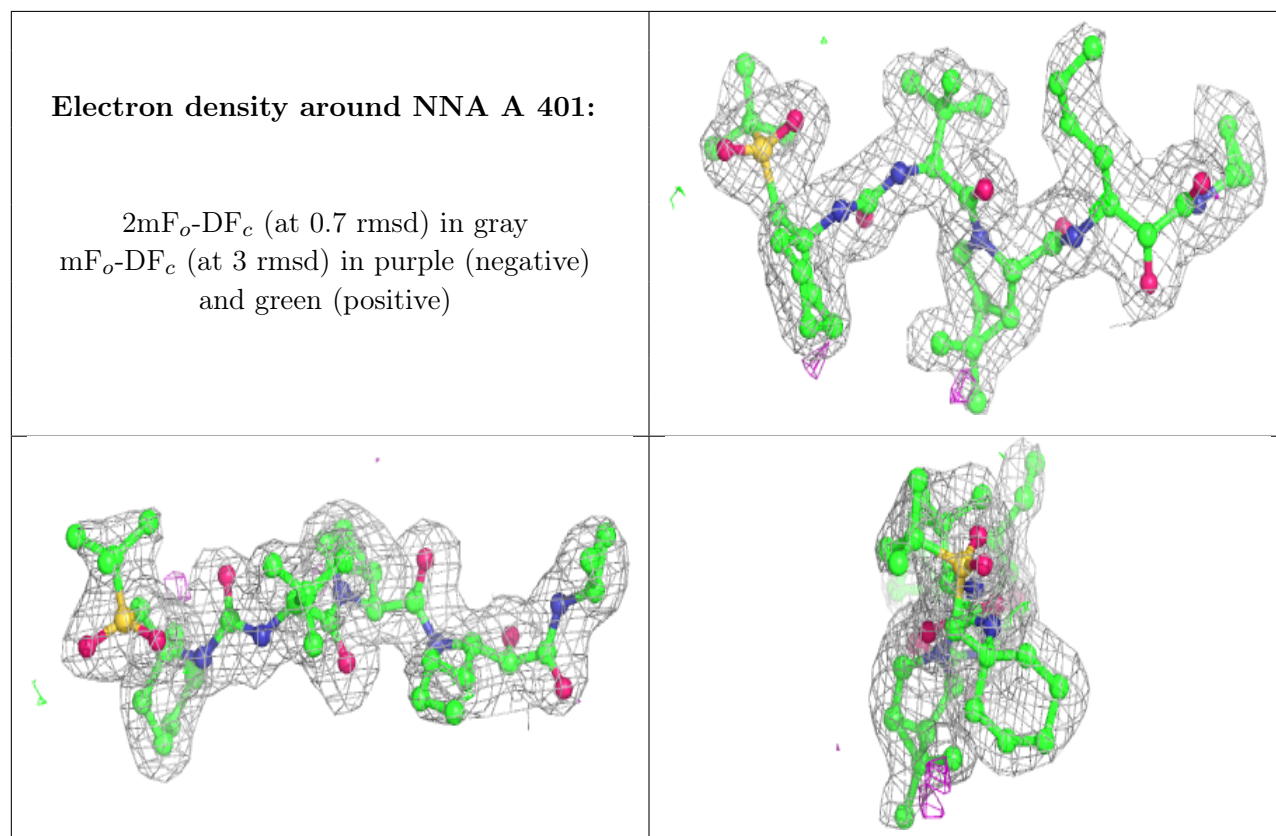 Electron density around NNA A 401:
2mFo-DFc (at 0.7 rmsd) in gray
mFo-DFc (at 3 rmsd) in purple (negative)
and green (positive)